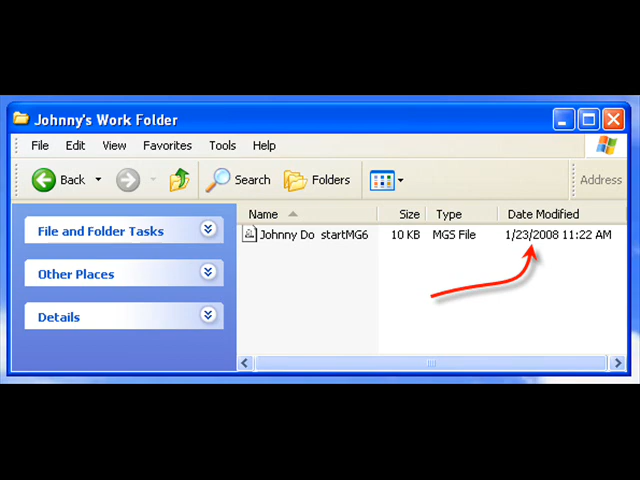 Johnny's Work Folder
File Edit View Favorites Tools Help
Back Search Folders Address
Name Size Type Date Modified
Johnny Do startMG6 10 KB MGS File 1/23/2008 11:22 AM
File and Folder Tasks
Other Places
Details